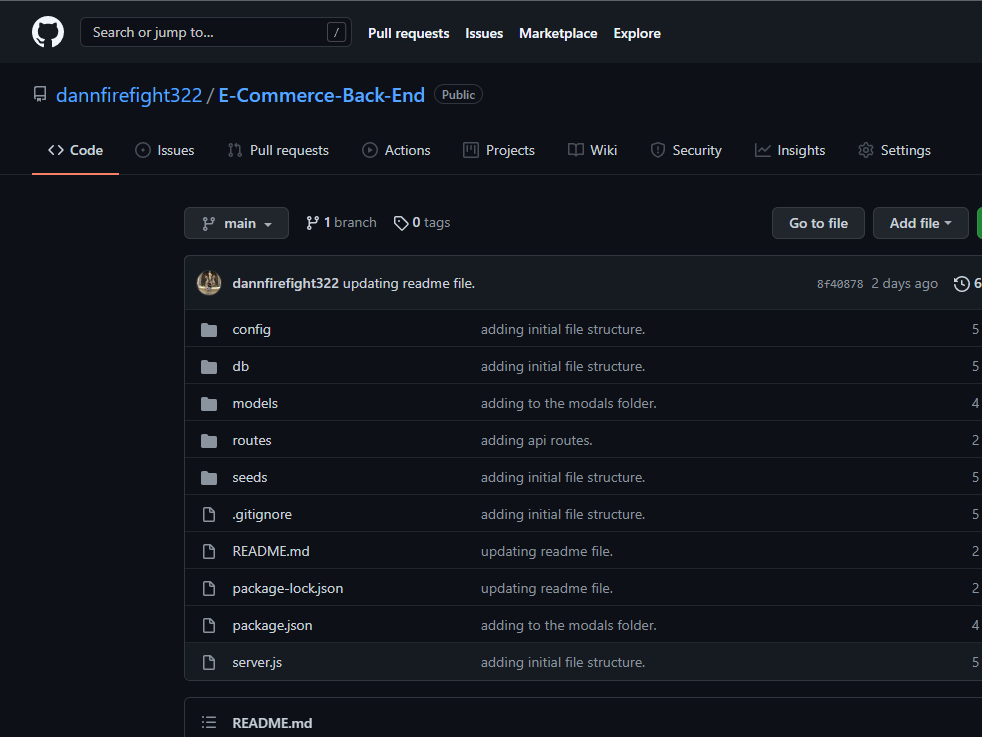 Search or jump to... / Pull requests Issues Marketplace Explore
dannfirefight322 / E-Commerce-Back-End Public
Code Issues Pull requests Actions Projects Wiki Security Insights Settings
main 1 branch 0 tags Go to file Add file
dannfirefight322 updating readme file. 8f40878 2 days ago 6
config adding initial file structure. 5
db adding initial file structure. 5
models adding to the modals folder. 4
routes adding api routes. 2
seeds adding initial file structure. 5
.gitignore adding initial file structure. 5
README.md updating readme file. 2
package-lock.json updating readme file. 2
package.json adding to the modals folder. 4
server.js adding initial file structure. 5
README.md